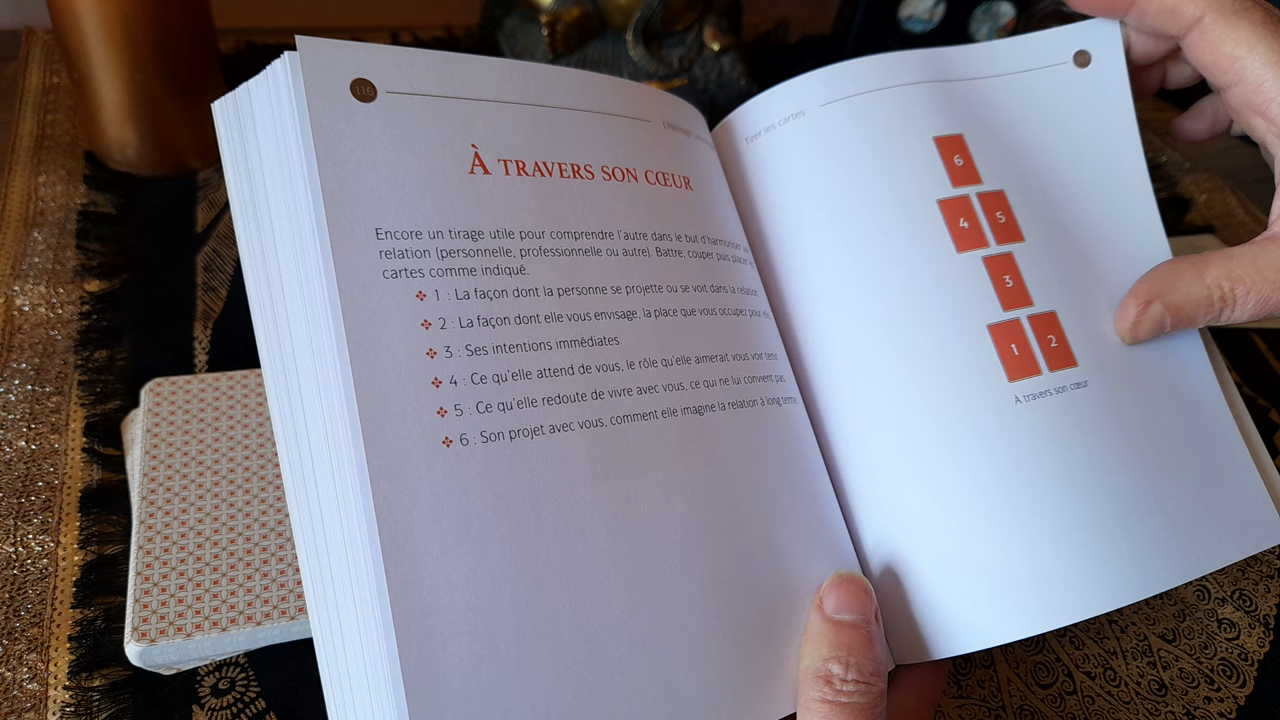 116
À TRAVERS SON CŒUR
Encore un tirage utile pour comprendre l'autre dans le but d'harmoniser
relation (personnelle, professionnelle ou autre). Battre, couper puis placer
cartes comme indiqué.
1 : La façon dont la personne se projette ou se voit dans la relation.
2 : La façon dont elle vous envisage, la place que vous occupez pour elle.
3 : Ses intentions immédiates.
4 : Ce qu'elle attend de vous, le rôle qu'elle aimerait vous voir tenir.
5 : Ce qu'elle redoute de vivre avec vous, ce qui ne lui convient pas.
6 : Son projet avec vous, comment elle imagine la relation à long terme.
Tirer les cartes
6
4 5
3
1 2
À travers son cœur